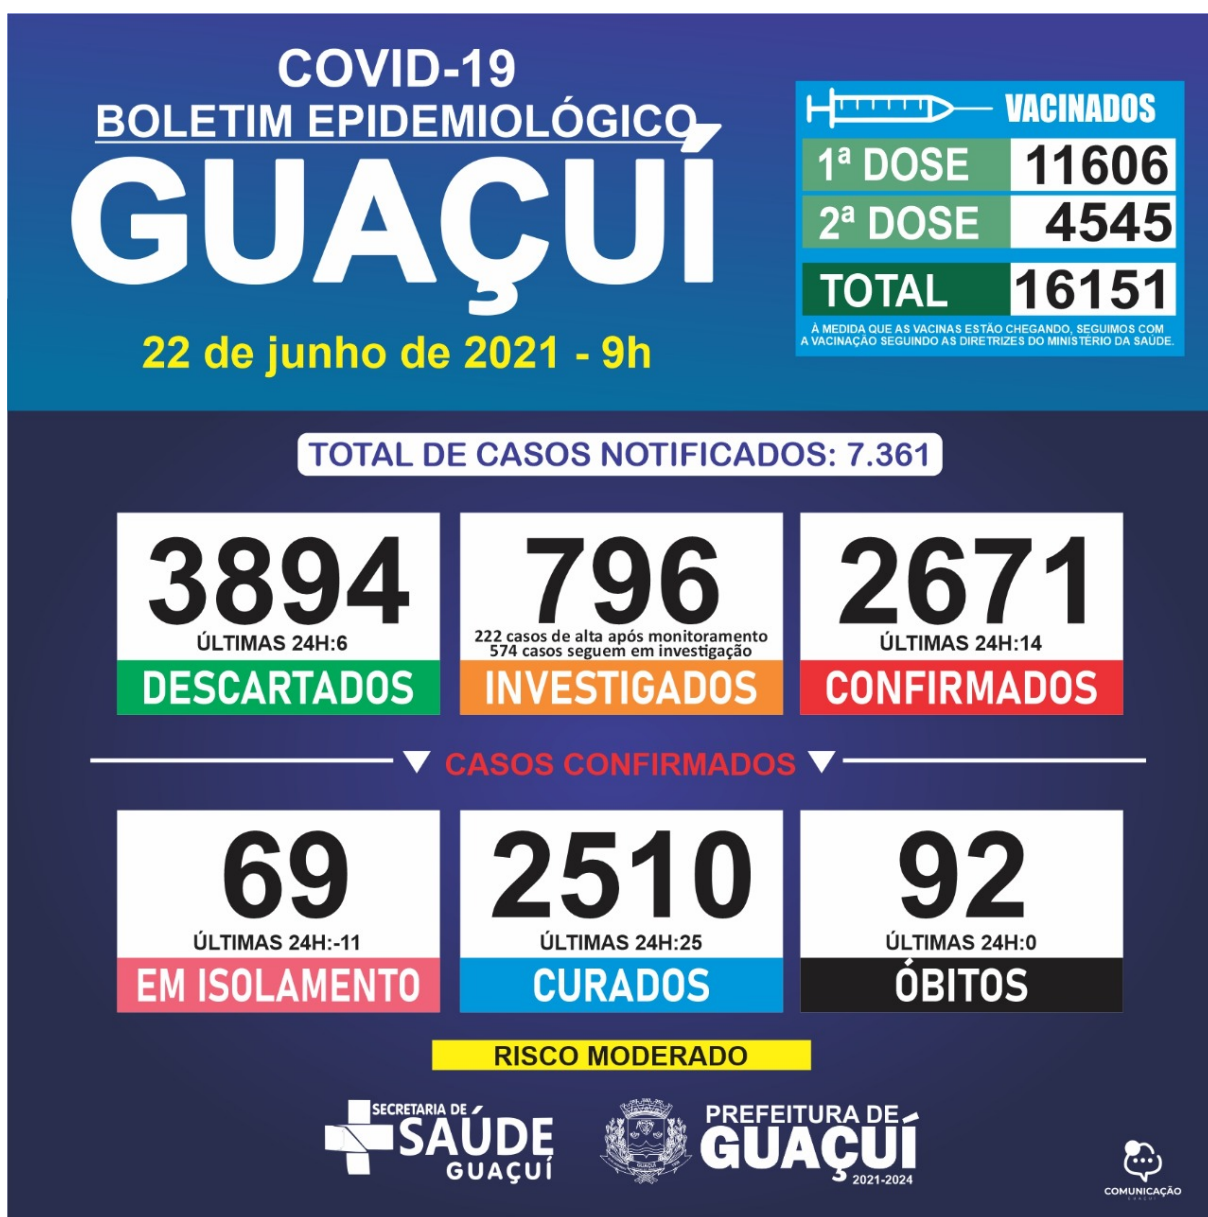 COVID-19
BOLETIM EPIDEMIOLÓGICO
GUAÇUÍ
22 de junho de 2021 - 9h
VACINADOS
1ª DOSE 11606
2ª DOSE 4545
TOTAL 16151
À MEDIDA QUE AS VACINAS ESTÃO CHEGANDO, SEGUIMOS COM
A VACINAÇÃO SEGUINDO AS DIRETRIZES DO MINISTÉRIO DA SAÚDE.
TOTAL DE CASOS NOTIFICADOS: 7.361
3894
ÚLTIMAS 24H:6
DESCARTADOS
796
222 casos de alta após monitoramento
574 casos seguem em investigação
INVESTIGADOS
2671
ÚLTIMAS 24H:14
CONFIRMADOS
CASOS CONFIRMADOS
69
ÚLTIMAS 24H:-11
EM ISOLAMENTO
2510
ÚLTIMAS 24H:25
CURADOS
92
ÚLTIMAS 24H:0
ÓBITOS
RISCO MODERADO
SECRETARIA DE
SAÚDE
GUAÇUÍ
PREFEITURA DE
GUAÇUÍ
2021-2024
COMUNICAÇÃO